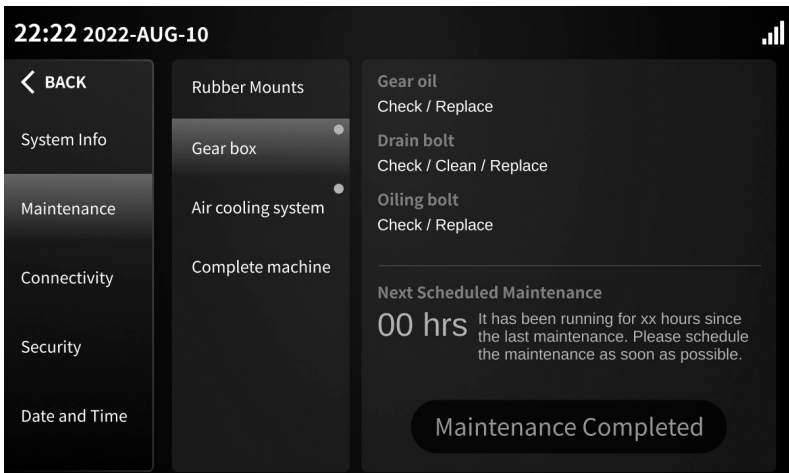 22:22 2022-AUG-10
BACK
System Info
Maintenance
Connectivity
Security
Date and Time
Rubber Mounts
Gear box
Air cooling system
Complete machine
Gear oil
Check / Replace
Drain bolt
Check / Clean / Replace
Oiling bolt
Check / Replace
Next Scheduled Maintenance
00 hrs
It has been running for xx hours since
the last maintenance. Please schedule
the maintenance as soon as possible.
Maintenance Completed